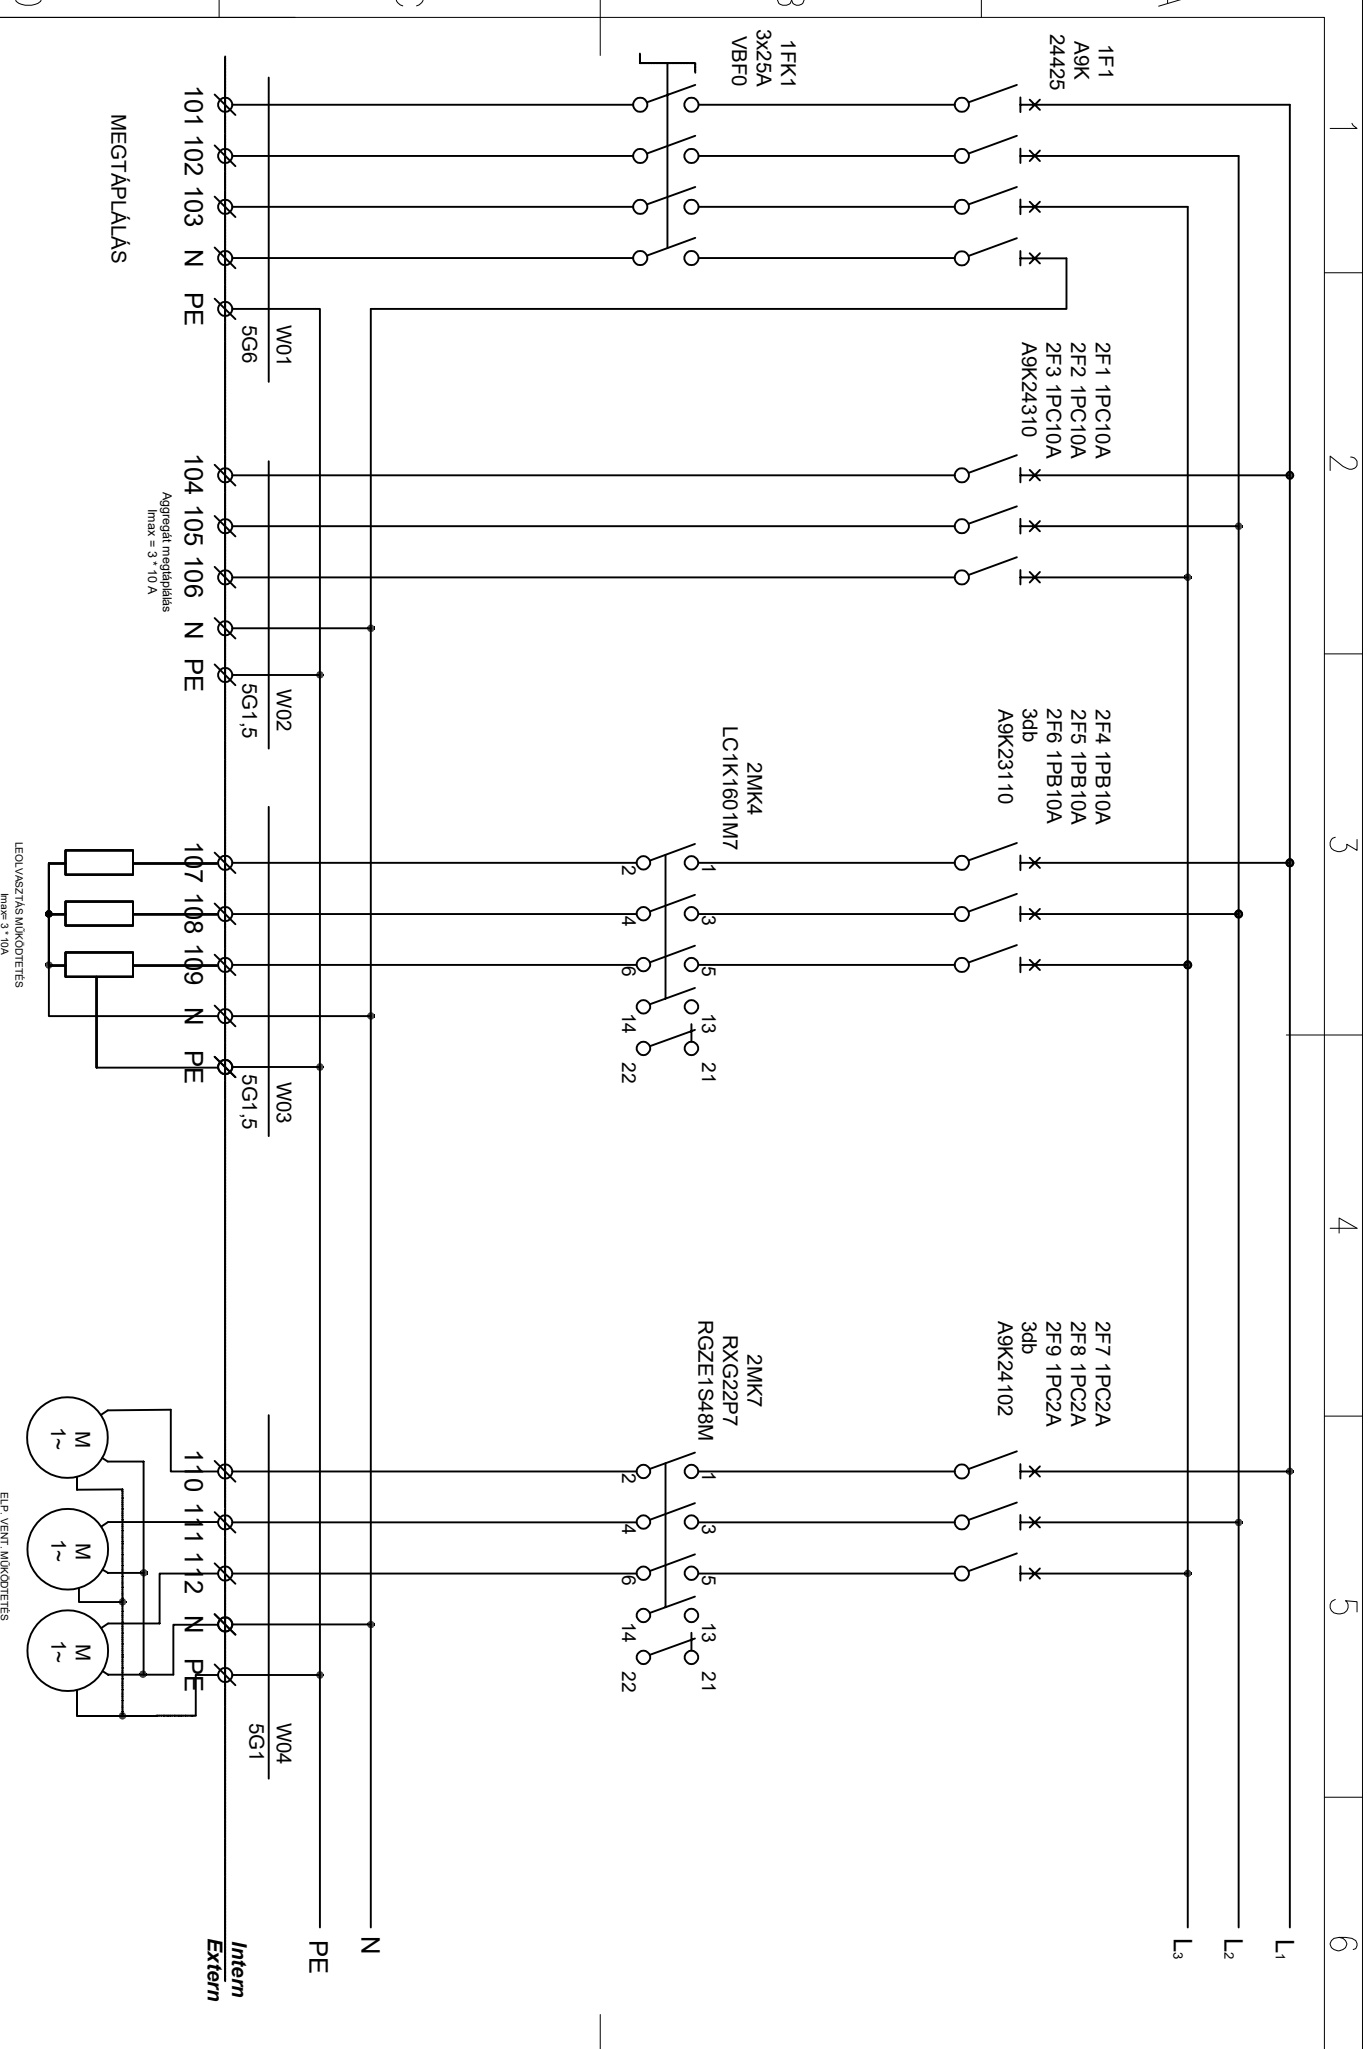 1
2
3
4
5
6
A
B
C
D
1F1
A9K
24425
2F1 1PC10A
2F2 1PC10A
2F3 1PC10A
A9K24310
2F4 1PB10A
2F5 1PB10A
2F6 1PB10A
3db
A9K23110
2F7 1PC2A
2F8 1PC2A
2F9 1PC2A
3db
A9K24102
L1
L2
L3
1FK1
3x25A
VBF0
2MK4
LC1K1601M7
1 3 5 13 21
2 4 6 14 22
2MK7
RXG22P7
RGZE1S48M
1 3 5 13 21
2 4 6 14 22
N
PE
W01
5G6
W02
5G1,5
W03
5G1,5
W04
5G1
Intern
Extern
101 102 103 N PE
104 105 106 N PE
107 108 109 N PE
110 111 112 N PE
MEGTÁPLÁLÁS
Aggregát megtáplálás
Imax = 3 * 10 A
LEOLVASZTÁS MŰKÖDTETÉS
Imax= 3 * 10A
M
1~
M
1~
M
1~
ELP. VENT. MŰKÖDTETÉS